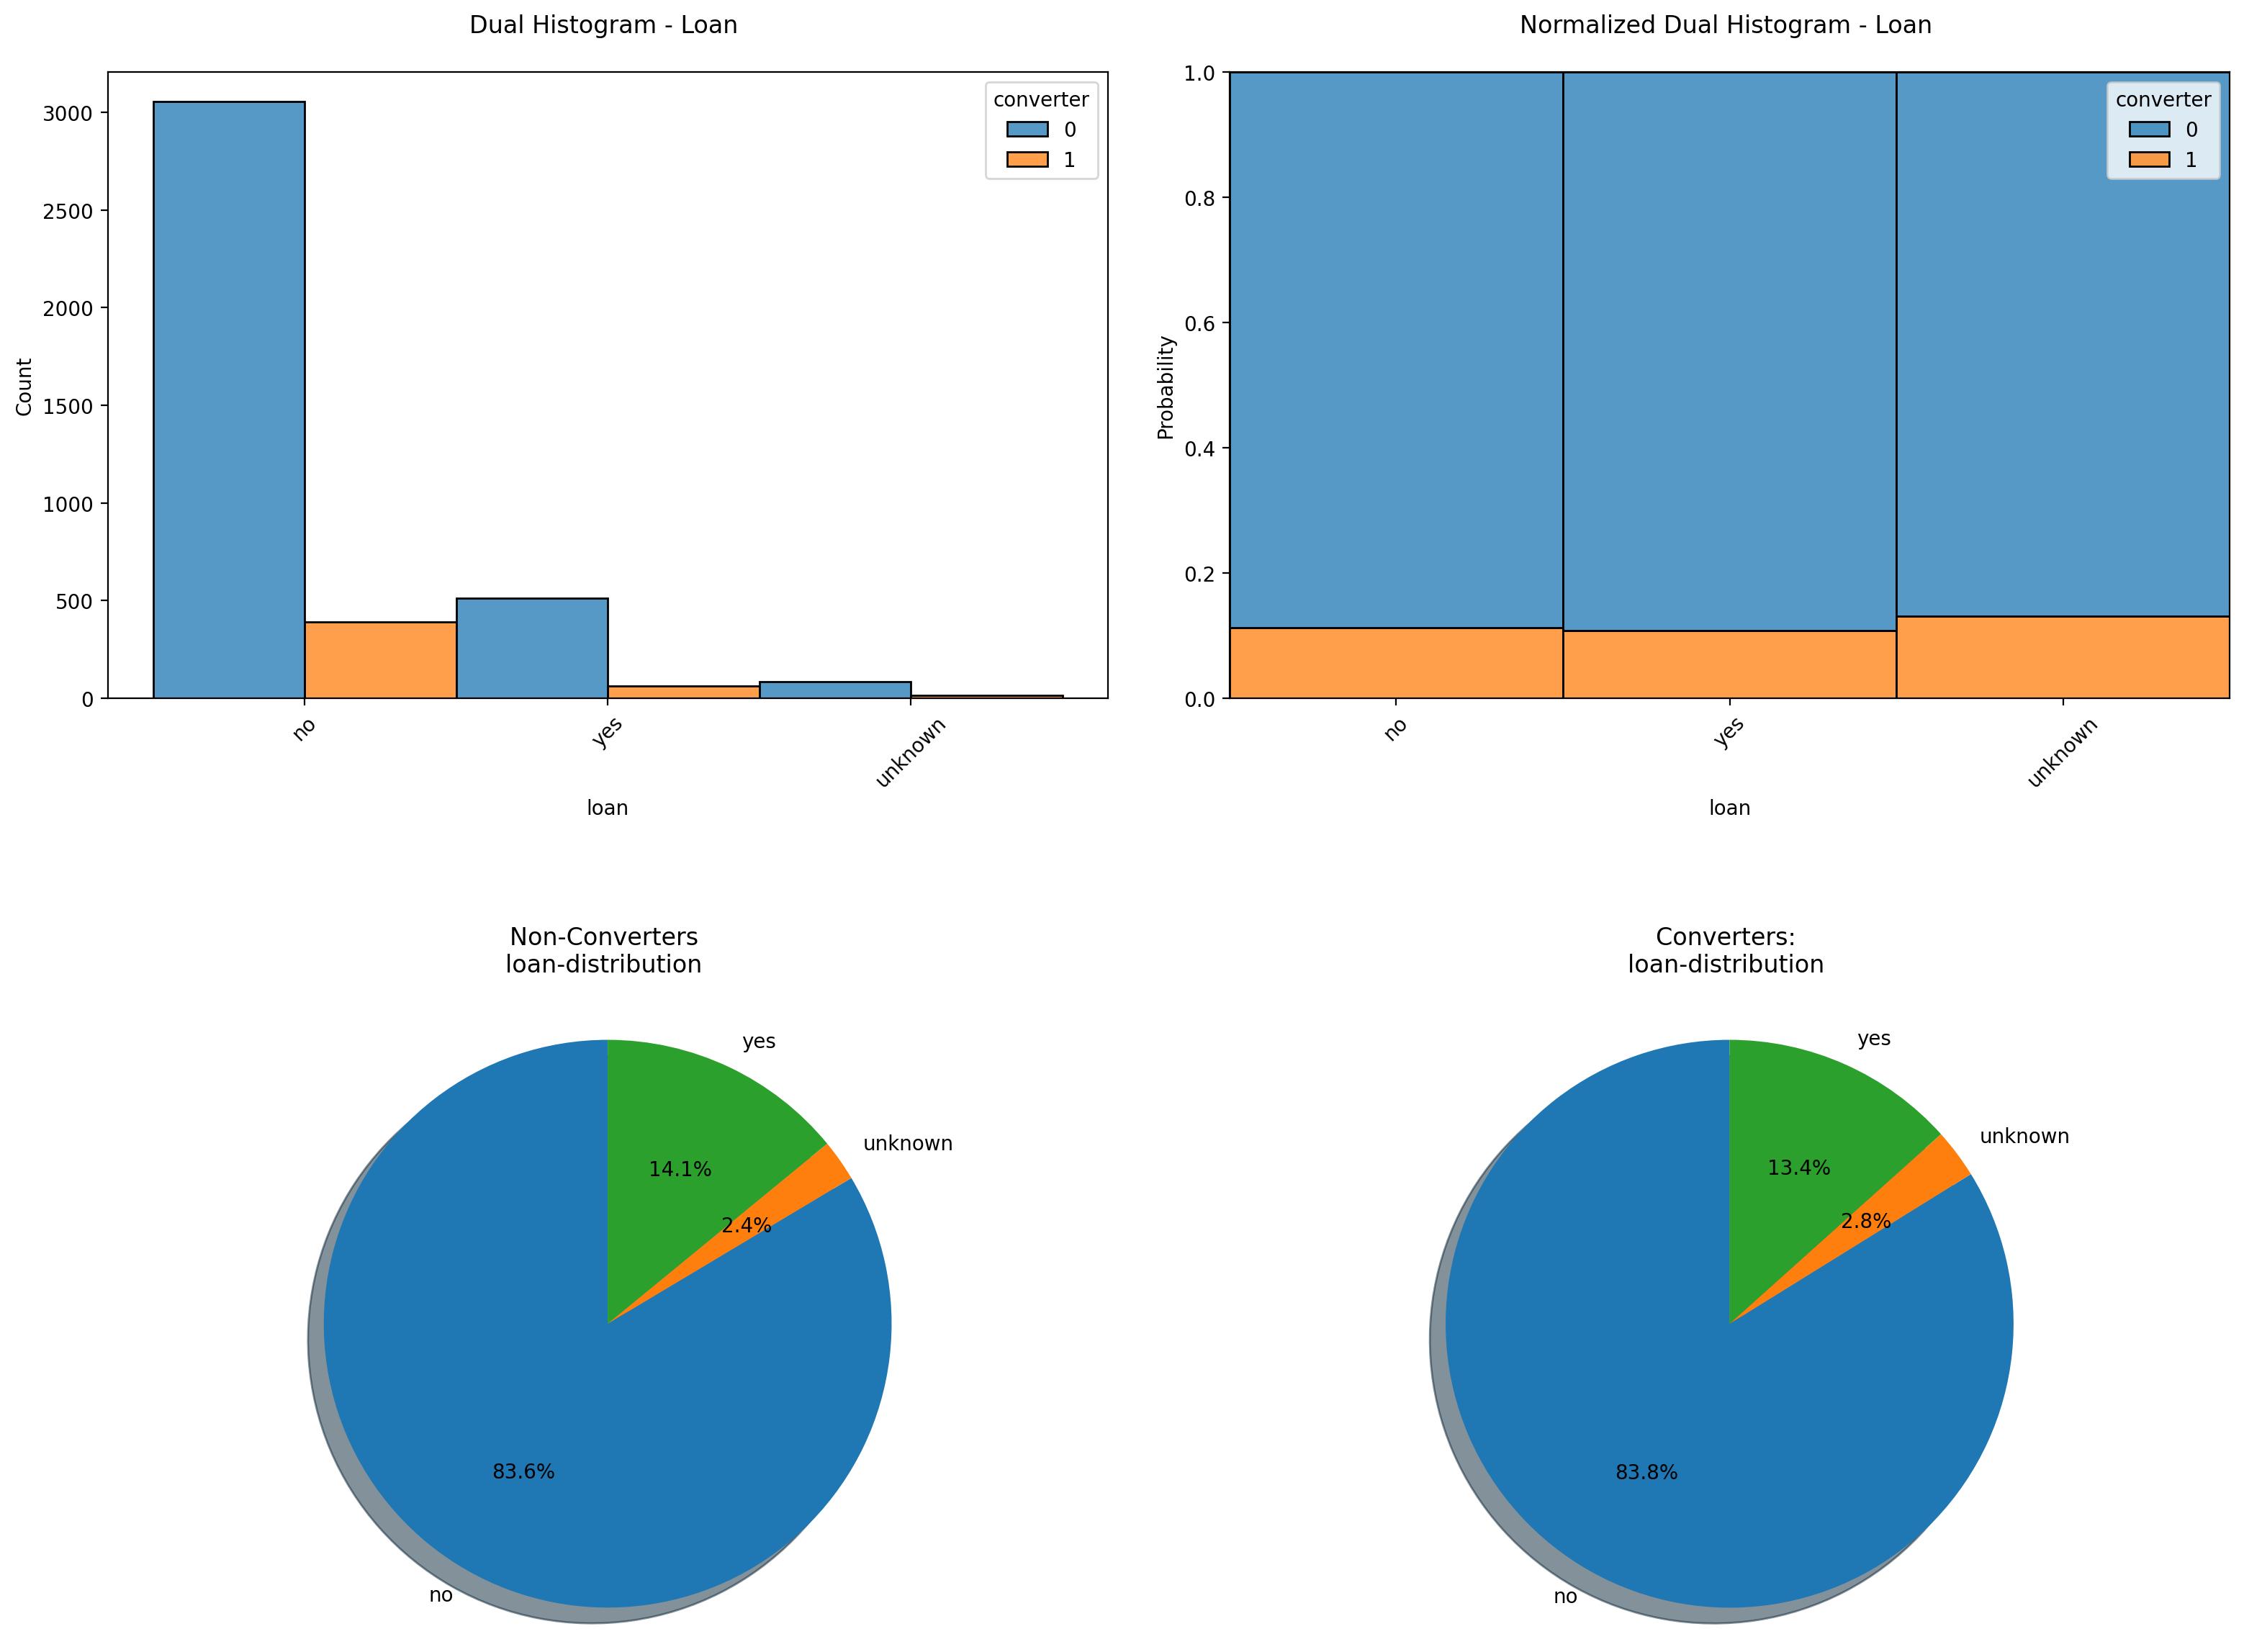 Dual Histogram - Loan
Count
3000
2500
2000
1500
1000
500
0
converter
0
1
no
yes
unknown
loan
Normalized Dual Histogram - Loan
Probability
1.0
0.8
0.6
0.4
0.2
0.0
converter
0
1
no
yes
unknown
loan
Non-Converters
loan-distribution
yes
unknown
14.1%
2.4%
83.6%
no
Converters:
loan-distribution
yes
unknown
13.4%
2.8%
83.8%
no